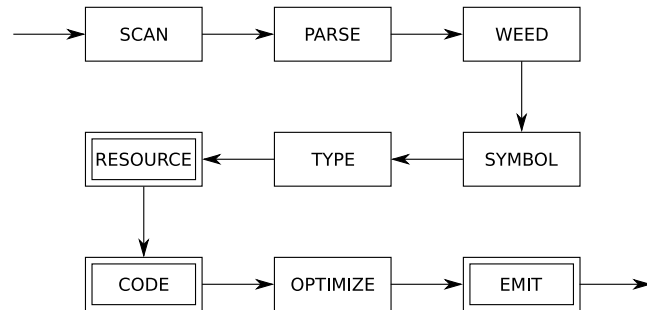 SCAN
PARSE
WEED
RESOURCE
TYPE
SYMBOL
CODE
OPTIMIZE
EMIT